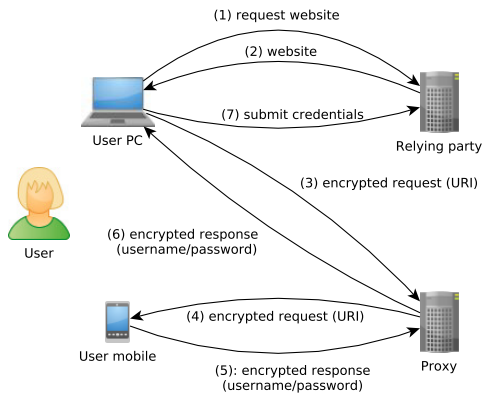 (1) request website
(2) website
(7) submit credentials
User PC
Relying party
(3) encrypted request (URI)
(6) encrypted response
(username/password)
User
(4) encrypted request (URI)
User mobile
Proxy
(5): encrypted response
(username/password)